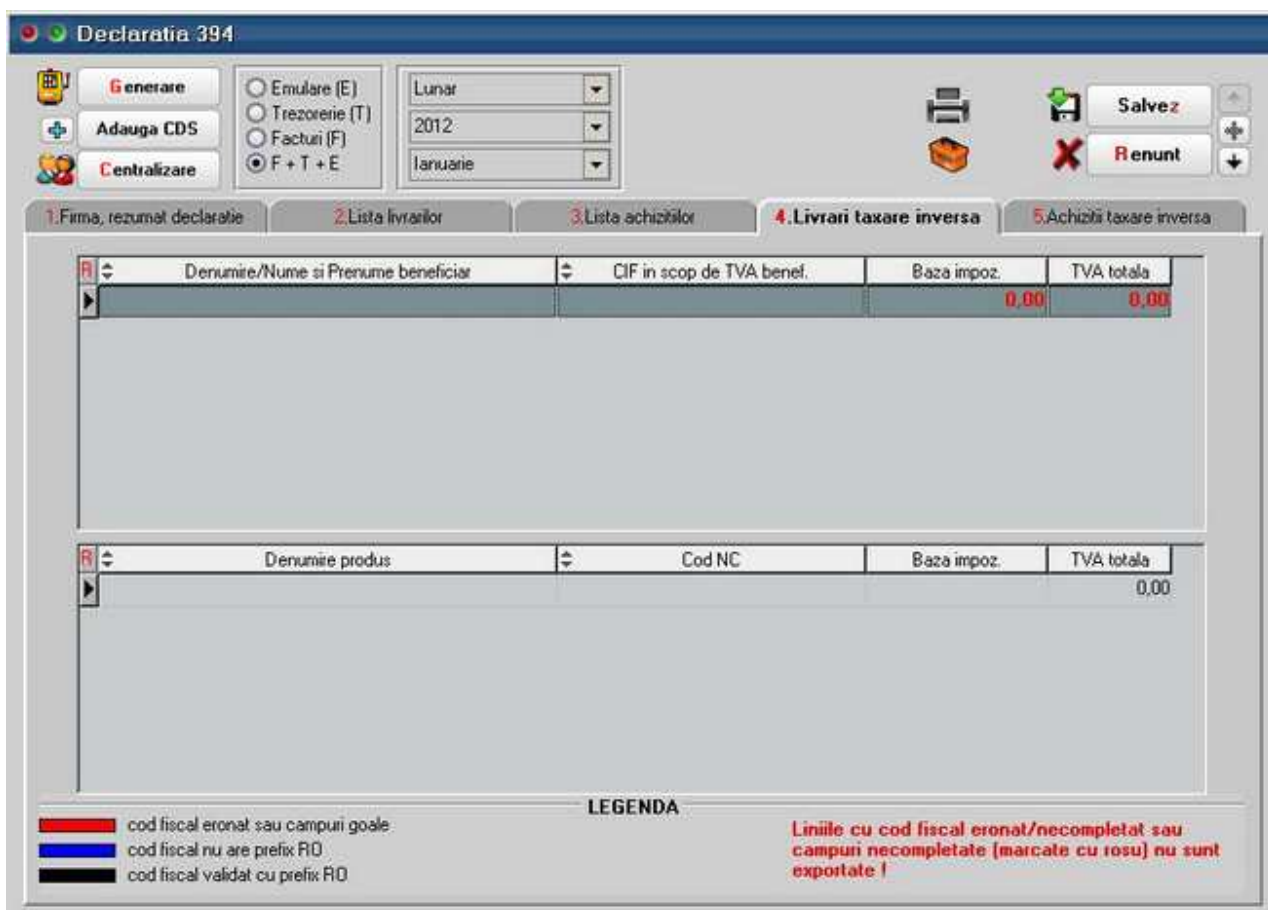 Declaratia 394
Generare
Adauga CDS
Centralizare
Emulare (E)
Trezorerie (T)
Facturi (F)
F + T + E
Lunar
2012
Ianuarie
Salvez
Renunt
1.Firma, rezumat declaratie
2.Lista livrarilor
3.Lista achizitiilor
4.Livrari taxare inversa
5.Achizitii taxare inversa
R Denumire/Nume si Prenume beneficiar CIF in scop de TVA benef. Baza impoz. TVA totala
0,00 0,00
R Denumire produs Cod NC Baza impoz. TVA totala
0,00
LEGENDA
cod fiscal eronat sau campuri goale
cod fiscal nu are prefix RO
cod fiscal validat cu prefix RO
Liniile cu cod fiscal eronat/necompletat sau
campuri necompletate (marcate cu rosu) nu sunt
exportate !